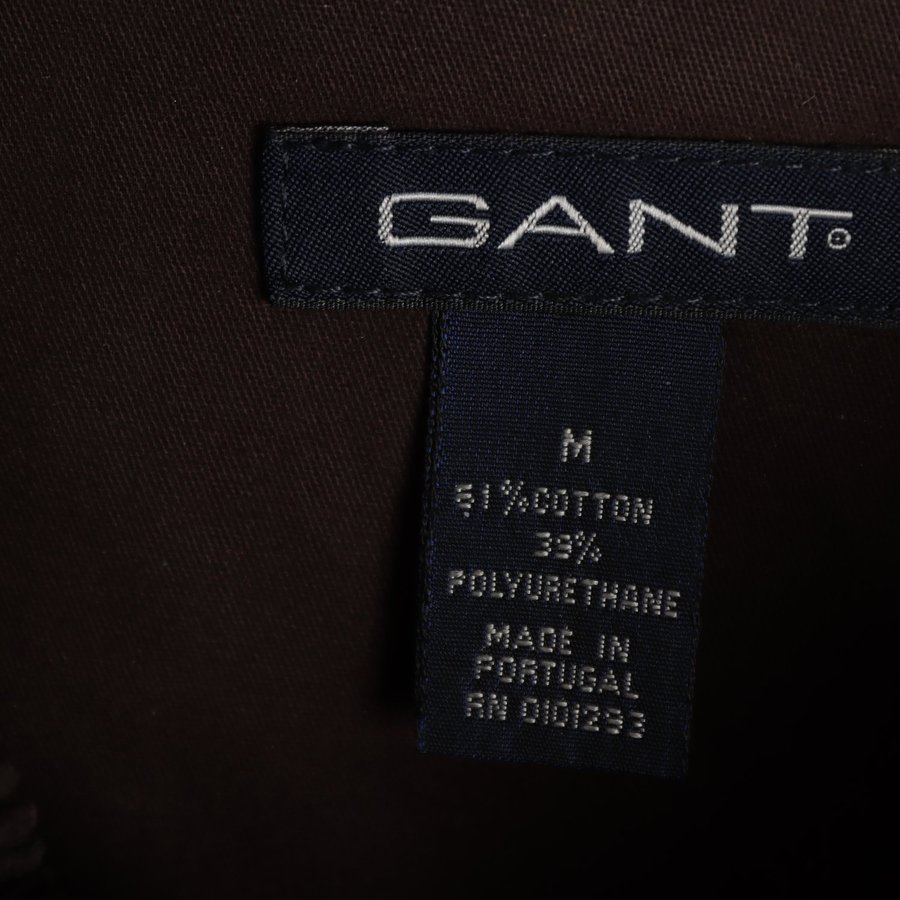 GANT
M
61%COTTON
39%
POLYURETHANE
MADE IN
PORTUGAL
RN 0101293